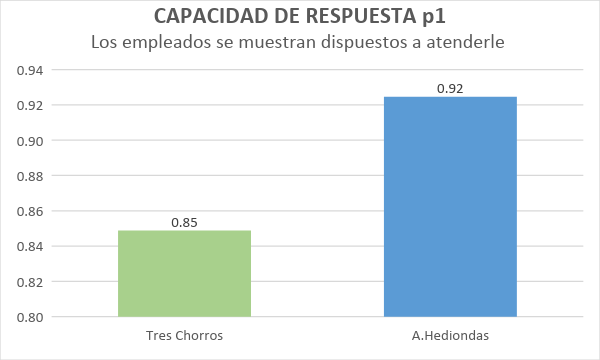 CAPACIDAD DE RESPUESTA p1
Los empleados se muestran dispuestos a atenderle
0.94
0.92
0.90
0.88
0.86
0.84
0.82
0.80
0.85
0.92
Tres Chorros
A.Hediondas